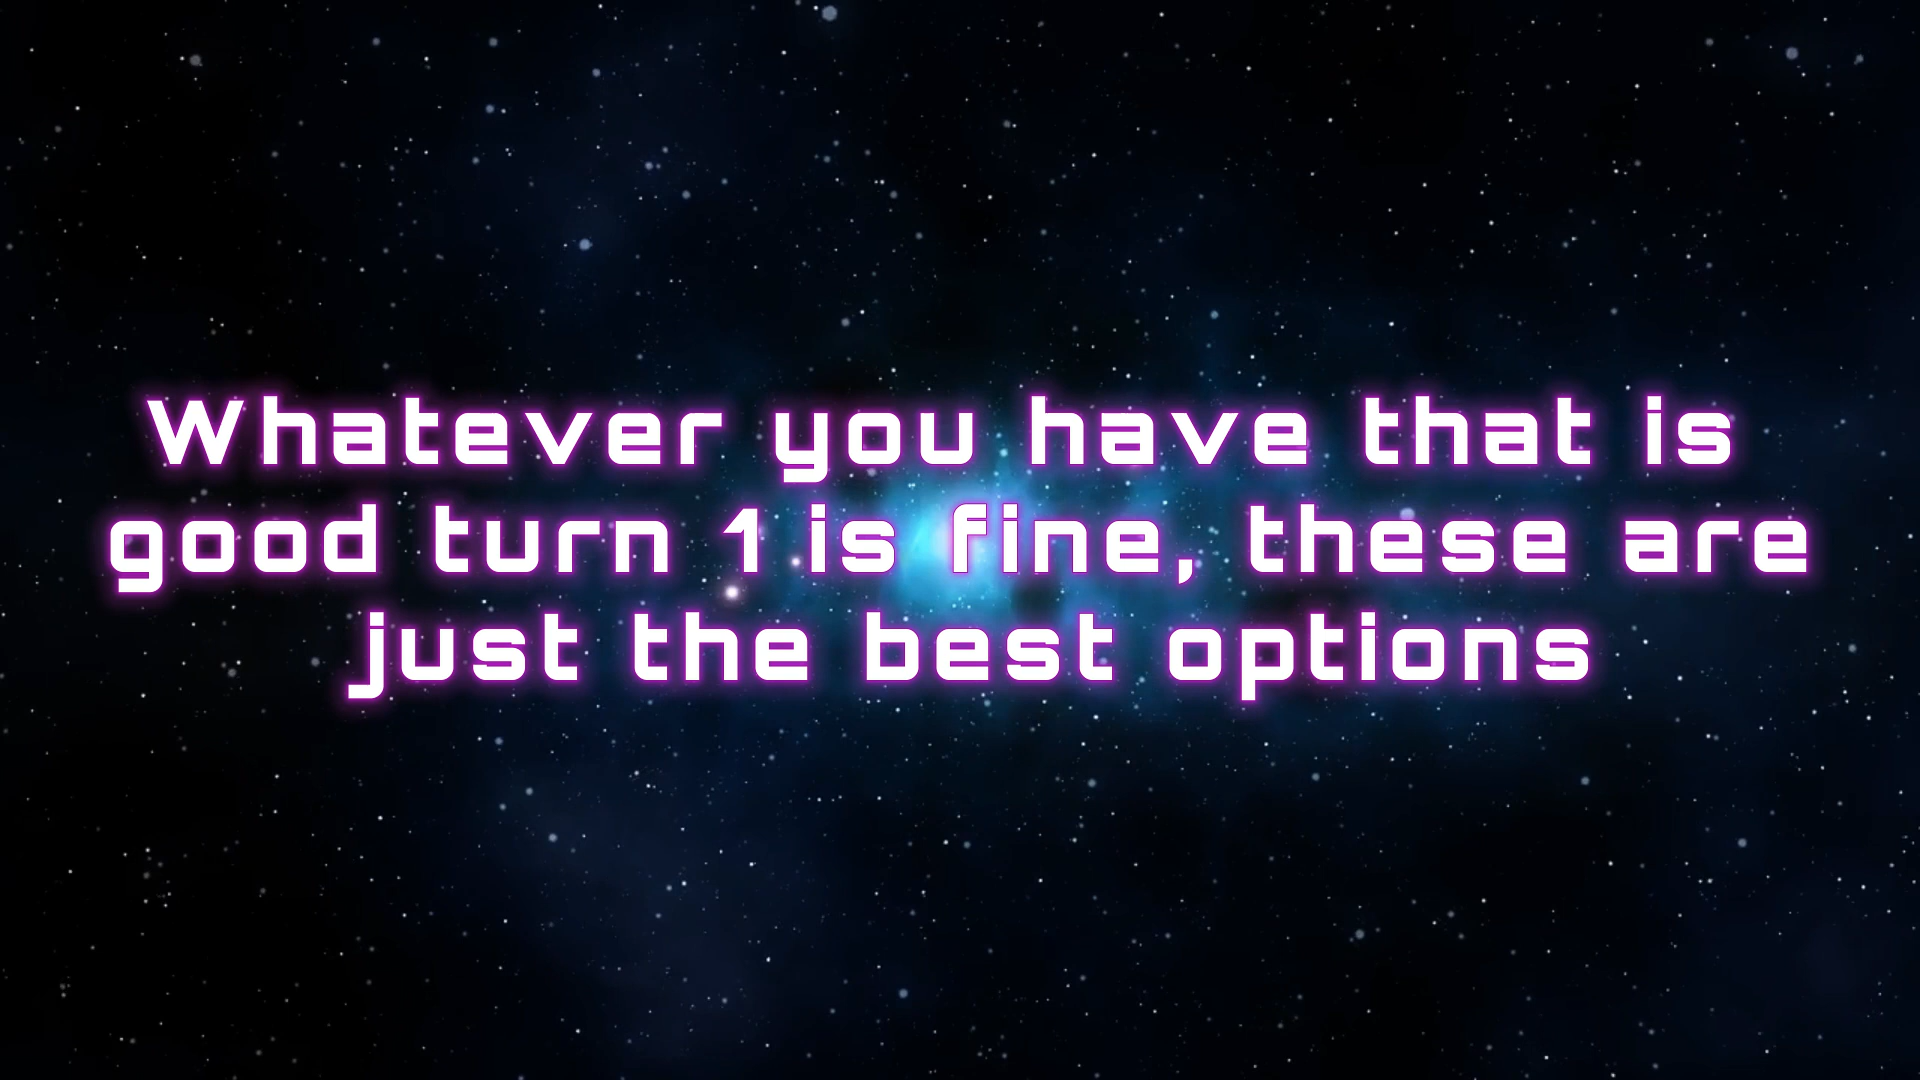 Whatever you have that is
good turn 1 is fine, these are
just the best options